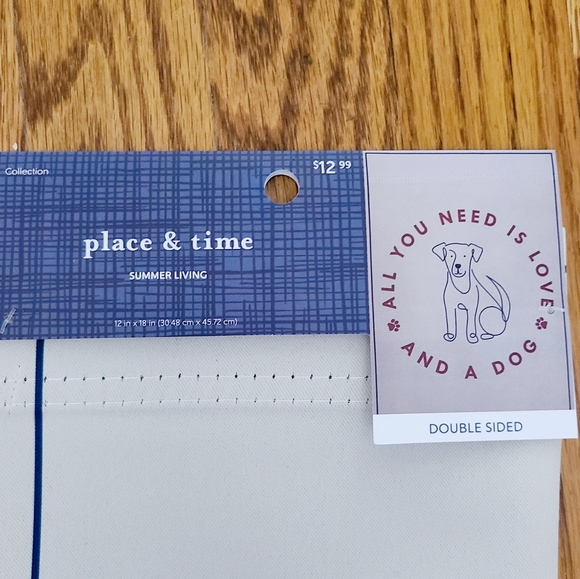 Collection
$12.99
place & time
SUMMER LIVING
12 in x 18 in (30.48 cm x 45.72 cm)
ALL YOU NEED IS LOVE
AND A DOG
DOUBLE SIDED